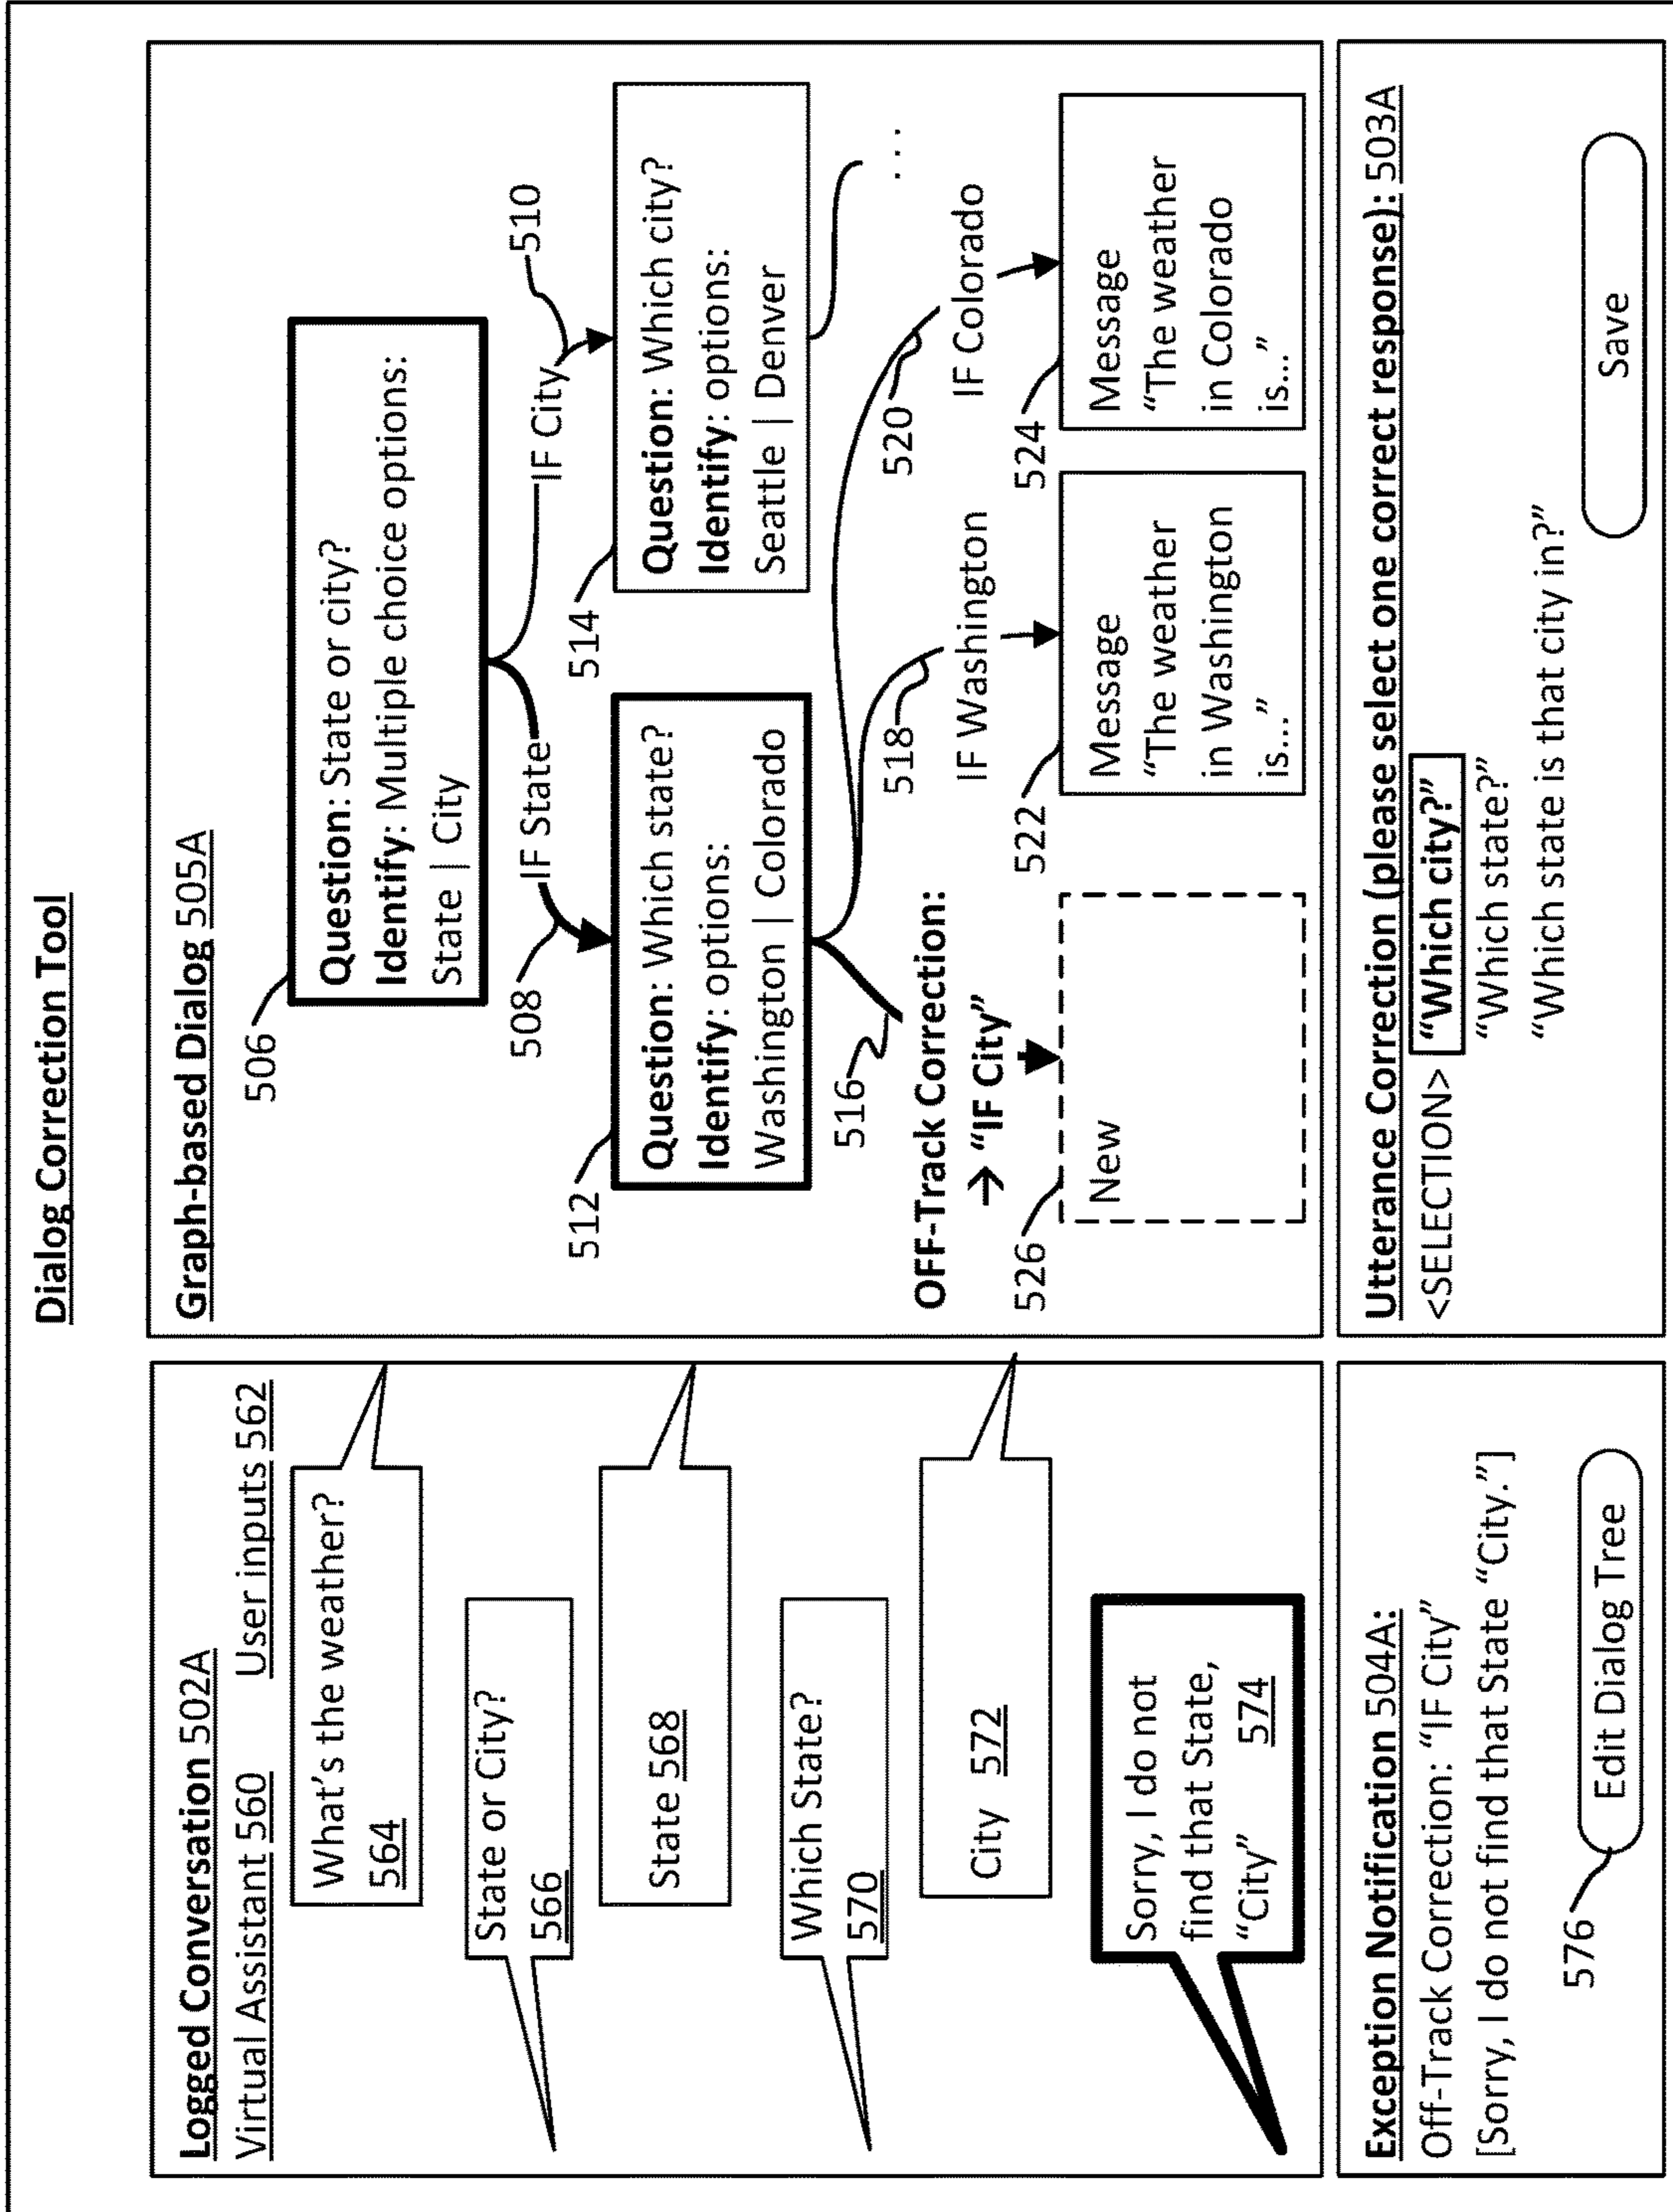 Dialog Correction Tool
Logged Conversation 502A
Virtual Assistant 560 User inputs 562
What's the weather?
564
State or City?
566
State 568
Which State?
570
City 572
Sorry, I do not
find that State,
“City” 574
Graph-based Dialog 505A
506
Question: State or city?
Identify: Multiple choice options:
State | City
508
IF State
IF City
510
512
Question: Which state?
Identify: options:
Washington | Colorado
514
Question: Which city?
Identify: options:
Seattle | Denver
. . .
516
518
520
OFF-Track Correction:
→ “IF City”
IF Washington
IF Colorado
526
New
522
Message
“The weather
in Washington
is...”
524
Message
“The weather
in Colorado
is...”
Exception Notification 504A:
Off-Track Correction: “IF City”
[Sorry, I do not find that State “City.”]
576
Edit Dialog Tree
Utterance Correction (please select one correct response): 503A
<SELECTION> “Which city?”
“Which state?”
“Which state is that city in?”
Save